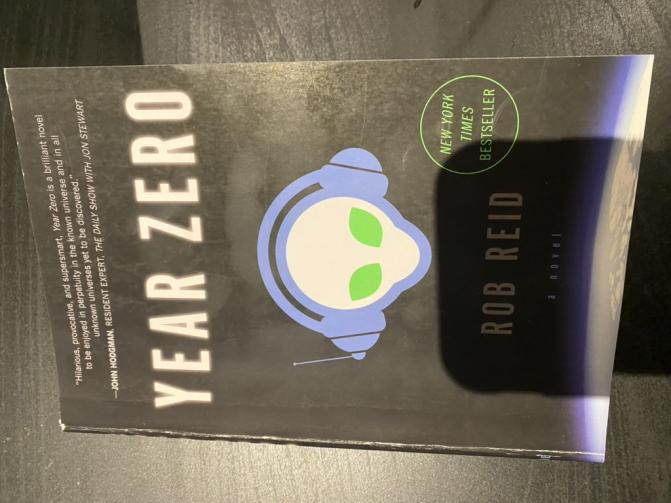 "Hilarious, provocative, and supersmart, Year Zero is a brilliant novel
to be enjoyed in perpetuity in the known universe and in all
unknown universes yet to be discovered."
—JOHN HODGMAN, RESIDENT EXPERT, THE DAILY SHOW WITH JON STEWART
YEAR ZERO
NEW YORK
TIMES
BESTSELLER
ROB REID
a novel